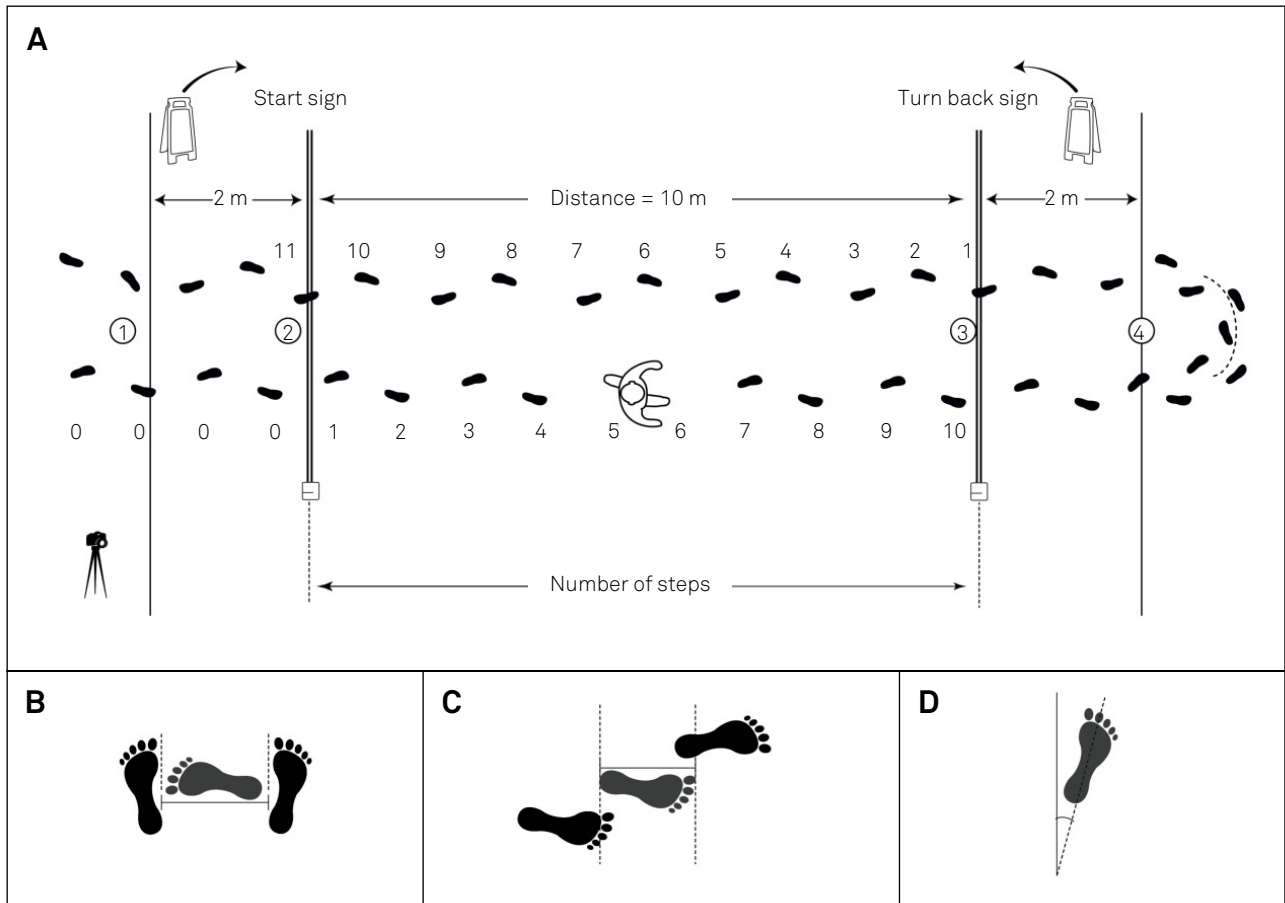 A
Start sign
Turn back sign
2 m
Distance = 10 m
2 m
11 10 9 8 7 6 5 4 3 2 1
1 2 3 4
0 0 0 0 1 2 3 4 5 6 7 8 9 10
Number of steps
B
C
D